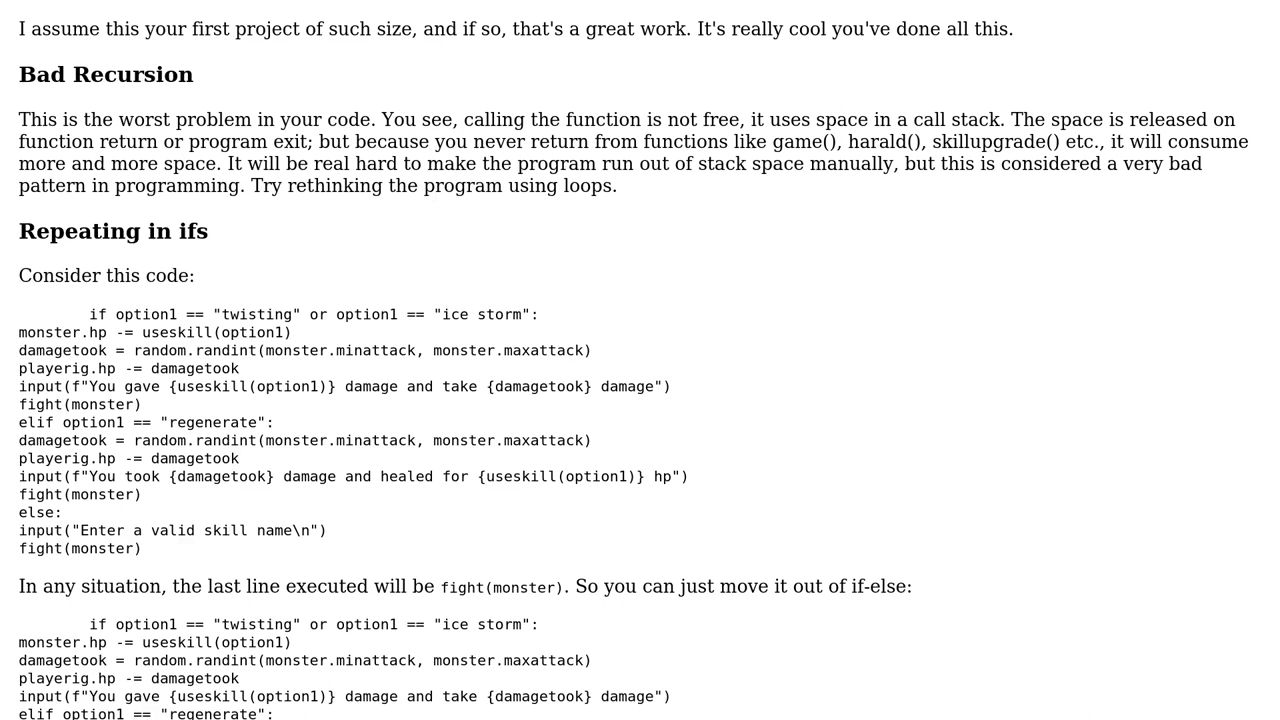 I assume this your first project of such size, and if so, that's a great work. It's really cool you've done all this.
Bad Recursion
This is the worst problem in your code. You see, calling the function is not free, it uses space in a call stack. The space is released on
function return or program exit; but because you never return from functions like game(), harald(), skillupgrade() etc., it will consume
more and more space. It will be real hard to make the program run out of stack space manually, but this is considered a very bad
pattern in programming. Try rethinking the program using loops.
Repeating in ifs
Consider this code:
if option1 == "twisting" or option1 == "ice storm":
monster.hp -= useskill(option1)
damagetook = random.randint(monster.minattack, monster.maxattack)
playerig.hp -= damagetook
input(f"You gave {useskill(option1)} damage and take {damagetook} damage")
fight(monster)
elif option1 == "regenerate":
damagetook = random.randint(monster.minattack, monster.maxattack)
playerig.hp -= damagetook
input(f"You took {damagetook} damage and healed for {useskill(option1)} hp")
fight(monster)
else:
input("Enter a valid skill name\n")
fight(monster)
In any situation, the last line executed will be fight(monster). So you can just move it out of if-else:
if option1 == "twisting" or option1 == "ice storm":
monster.hp -= useskill(option1)
damagetook = random.randint(monster.minattack, monster.maxattack)
playerig.hp -= damagetook
input(f"You gave {useskill(option1)} damage and take {damagetook} damage")
elif option1 == "regenerate":